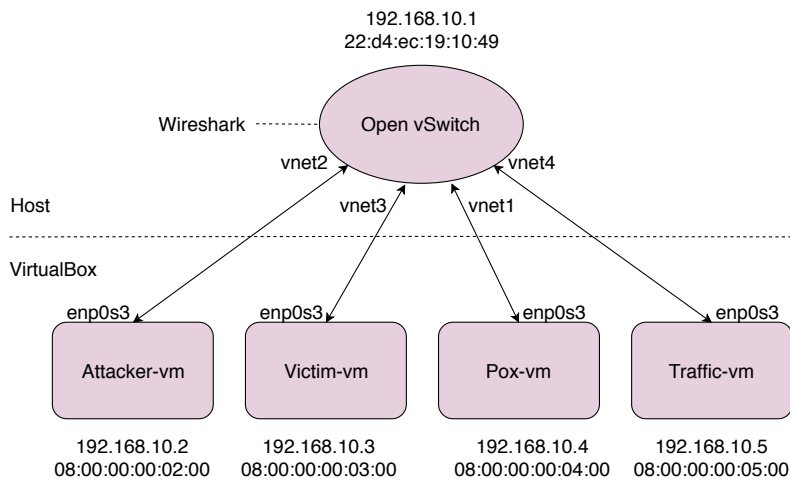 192.168.10.1
22:d4:ec:19:10:49
Wireshark
Open vSwitch
vnet2
vnet4
vnet3
vnet1
Host
VirtualBox
enp0s3
enp0s3
enp0s3
enp0s3
Attacker-vm
Victim-vm
Pox-vm
Traffic-vm
192.168.10.2
08:00:00:00:02:00
192.168.10.3
08:00:00:00:03:00
192.168.10.4
08:00:00:00:04:00
192.168.10.5
08:00:00:00:05:00